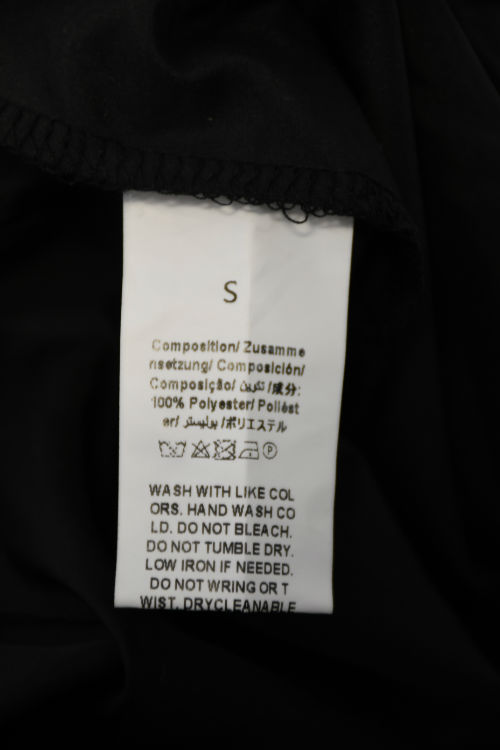 S
Composition/ Zusamme
nsetzung/ Composición/
Composição/ تكوين /成分:
100% Polyester/ Poliést
er/ بوليستر /ポリエステル
WASH WITH LIKE COL
ORS. HAND WASH CO
LD. DO NOT BLEACH.
DO NOT TUMBLE DRY.
LOW IRON IF NEEDED.
DO NOT WRING OR T
WIST. DRYCLEANABLE